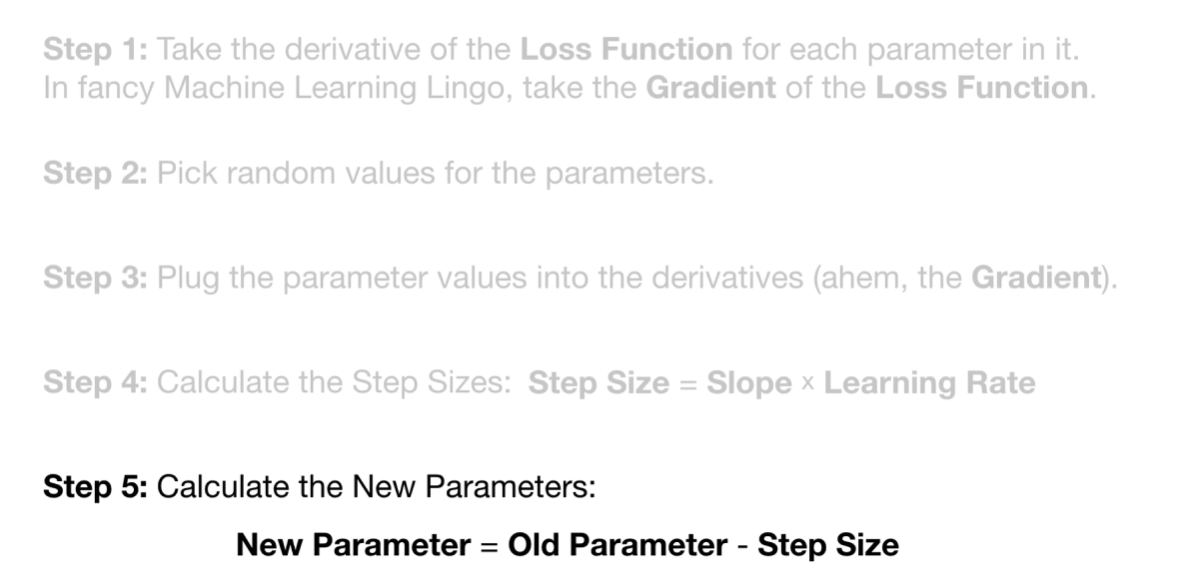 Step 1: Take the derivative of the Loss Function for each parameter in it.
In fancy Machine Learning Lingo, take the Gradient of the Loss Function.
Step 2: Pick random values for the parameters.
Step 3: Plug the parameter values into the derivatives (ahem, the Gradient).
Step 4: Calculate the Step Sizes: Step Size = Slope × Learning Rate
Step 5: Calculate the New Parameters:
New Parameter = Old Parameter - Step Size